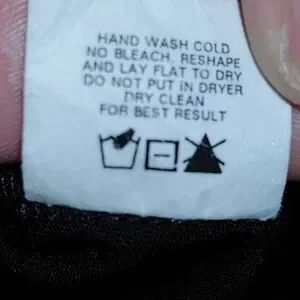 HAND WASH COLD
NO BLEACH, RESHAPE
AND LAY FLAT TO DRY
DO NOT PUT IN DRYER
DRY CLEAN
FOR BEST RESULT